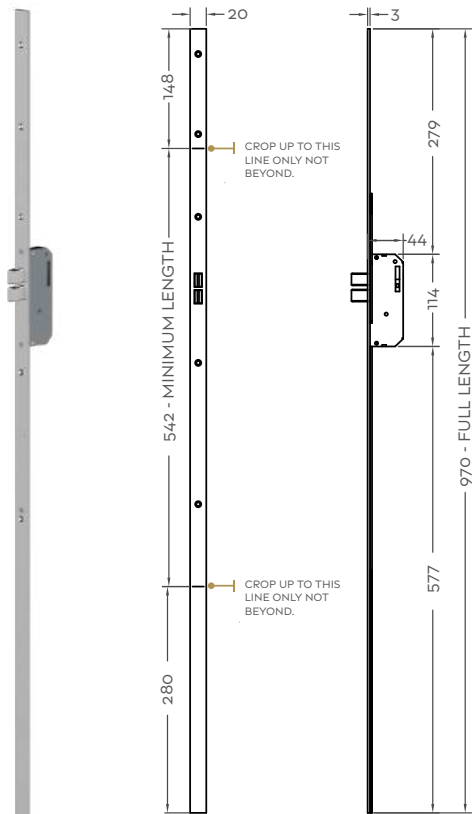 20
3
148
CROP UP TO THIS
LINE ONLY NOT
BEYOND.
279
44
114
542 - MINIMUM LENGTH
970 - FULL LENGTH
577
CROP UP TO THIS
LINE ONLY NOT
BEYOND.
280